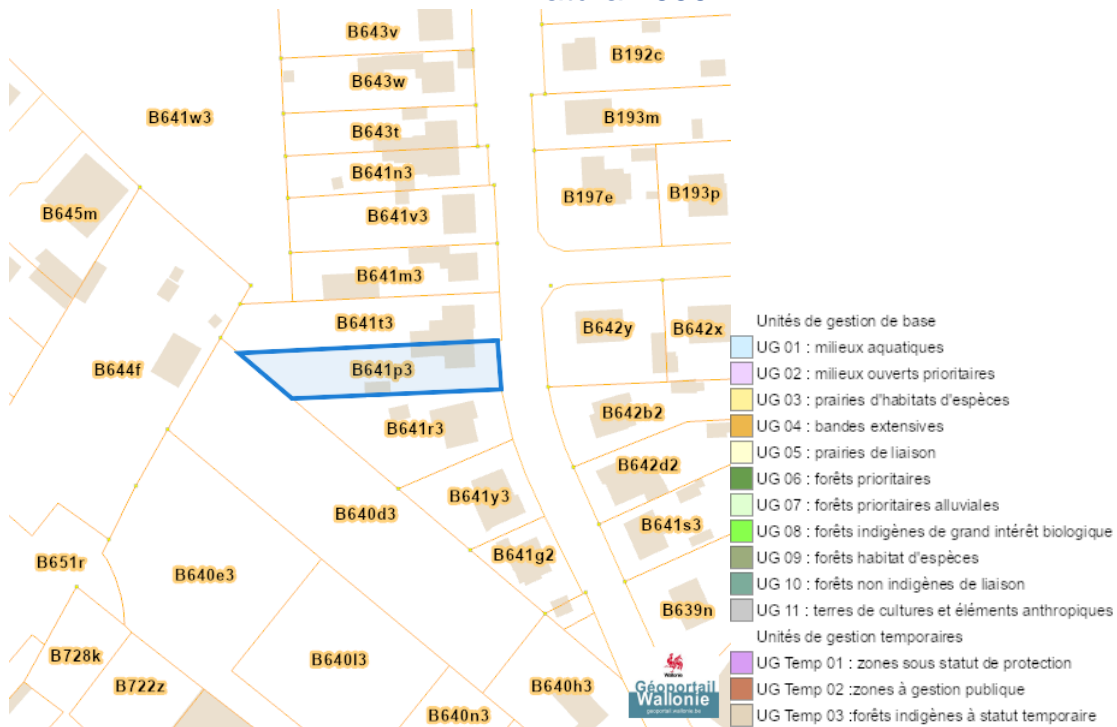 B643v
B192c
B643w
B641w3
B193m
B643t
B641n3
B197e
B193p
B645m
B641v3
B641m3
B641t3
B642y
B642x
B644f
B641p3
B642b2
B641r3
B642d2
B641y3
B640d3
B641s3
B641g2
B651r
B640e3
B639n
B728k
B640l3
B722z
B640h3
B640n3
Wallonie
Géoportail
Wallonie
geoportail.wallonie.be
Unités de gestion de base
UG 01 : milieux aquatiques
UG 02 : milieux ouverts prioritaires
UG 03 : prairies d'habitats d'espèces
UG 04 : bandes extensives
UG 05 : prairies de liaison
UG 06 : forêts prioritaires
UG 07 : forêts prioritaires alluviales
UG 08 : forêts indigènes de grand intérêt biologique
UG 09 : forêts habitat d'espèces
UG 10 : forêts non indigènes de liaison
UG 11 : terres de cultures et éléments anthropiques
Unités de gestion temporaires
UG Temp 01 : zones sous statut de protection
UG Temp 02 :zones à gestion publique
UG Temp 03 :forêts indigènes à statut temporaire